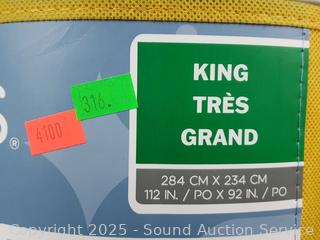 KING
TRÈS
GRAND
284 CM X 234 CM
112 IN. / PO X 92 IN. / PO
316.
4100
S®
Copyright 2025 - Sound Auction Service